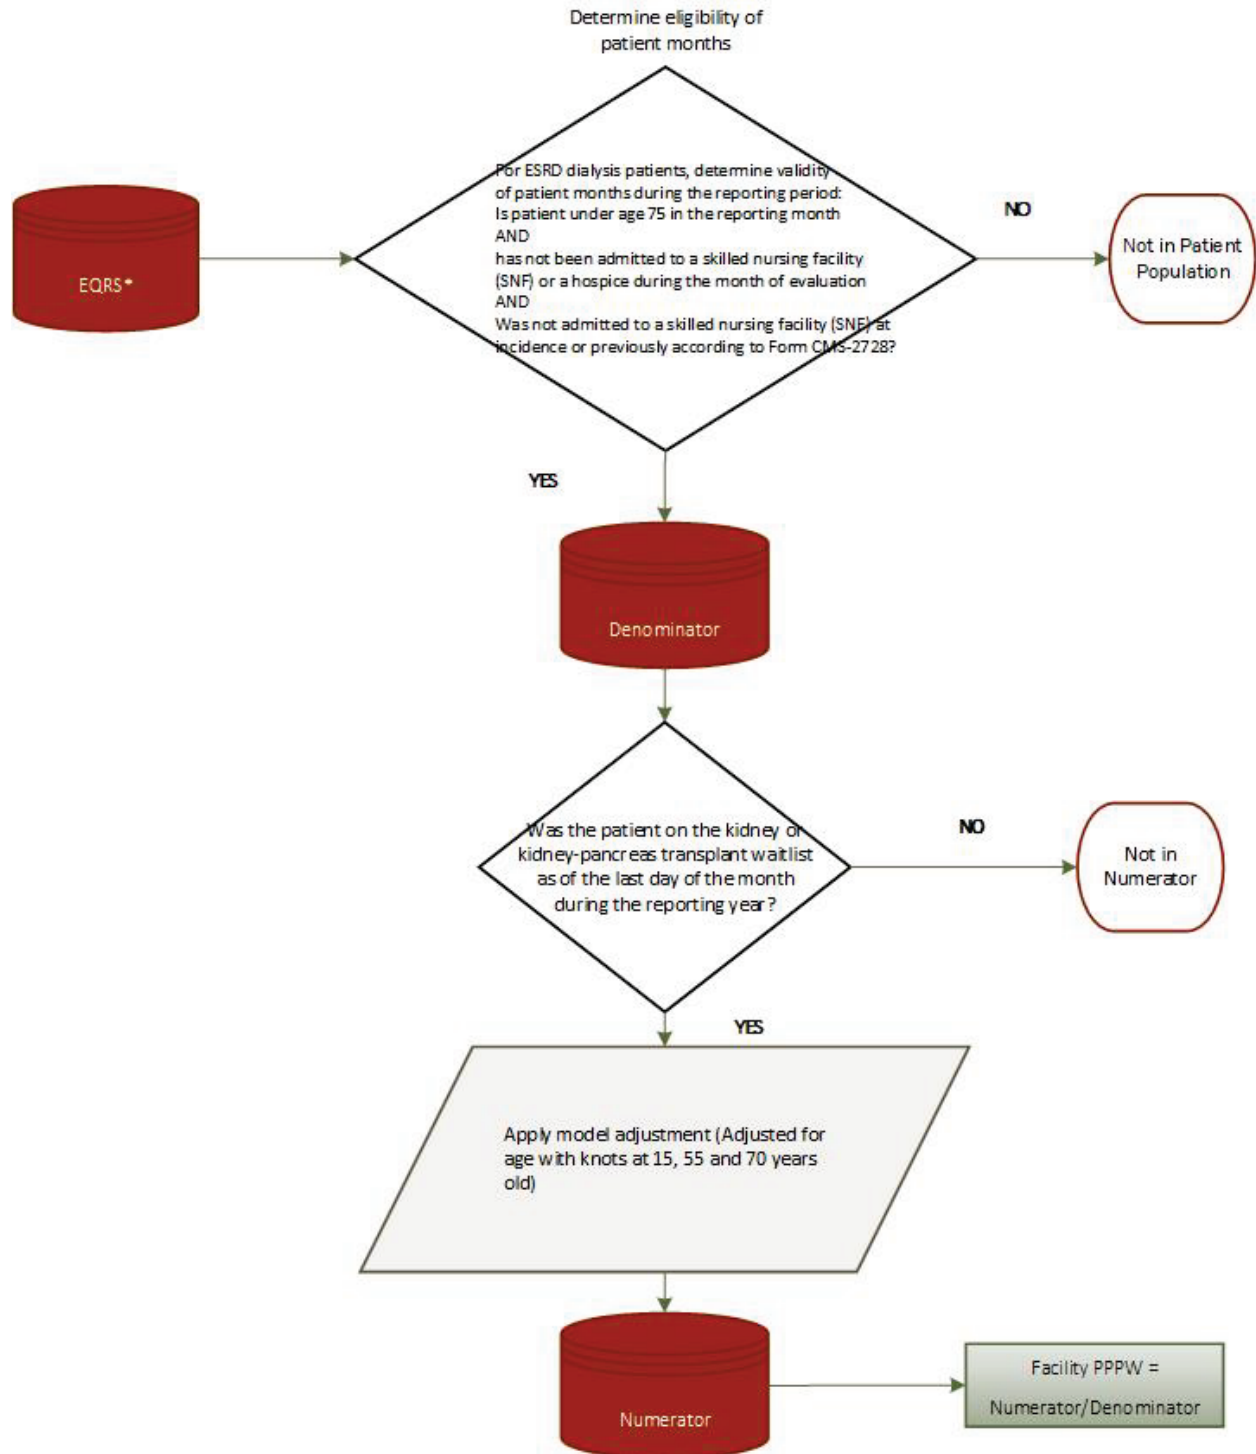 Determine eligibility of
patient months
For ESRD dialysis patients, determine validity
of patient months during the reporting period:
Is patient under age 75 in the reporting month
AND
has not been admitted to a skilled nursing facility
(SNF) or a hospice during the month of evaluation
AND
Was not admitted to a skilled nursing facility (SNF) at
incidence or previously according to Form CMS-2728?
NO
Not in Patient
Population
EQRS*
YES
Denominator
Was the patient on the kidney or
kidney-pancreas transplant waitlist
as of the last day of the month
during the reporting year?
NO
Not in
Numerator
YES
Apply model adjustment (Adjusted for
age with knots at 15, 55 and 70 years
old)
Numerator
Facility PPPW =
Numerator/Denominator